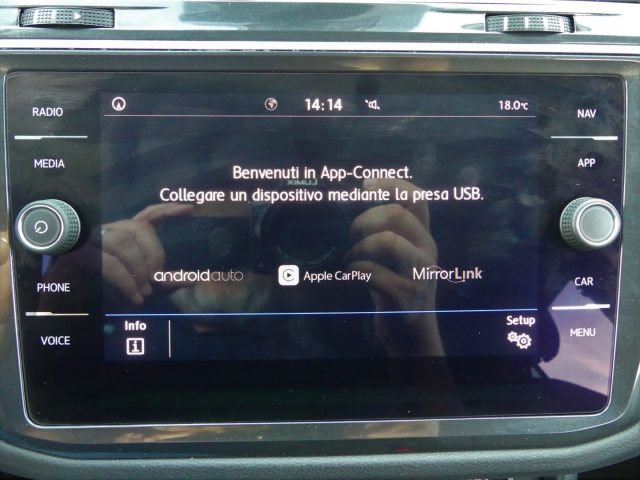 RADIO
MEDIA
PHONE
VOICE
14:14
18.0°C
Benvenuti in App-Connect.
Collegare un dispositivo mediante la presa USB.
LUMIX
androidauto
Apple CarPlay
MirrorLink
Info
i
Setup
NAV
APP
CAR
MENU